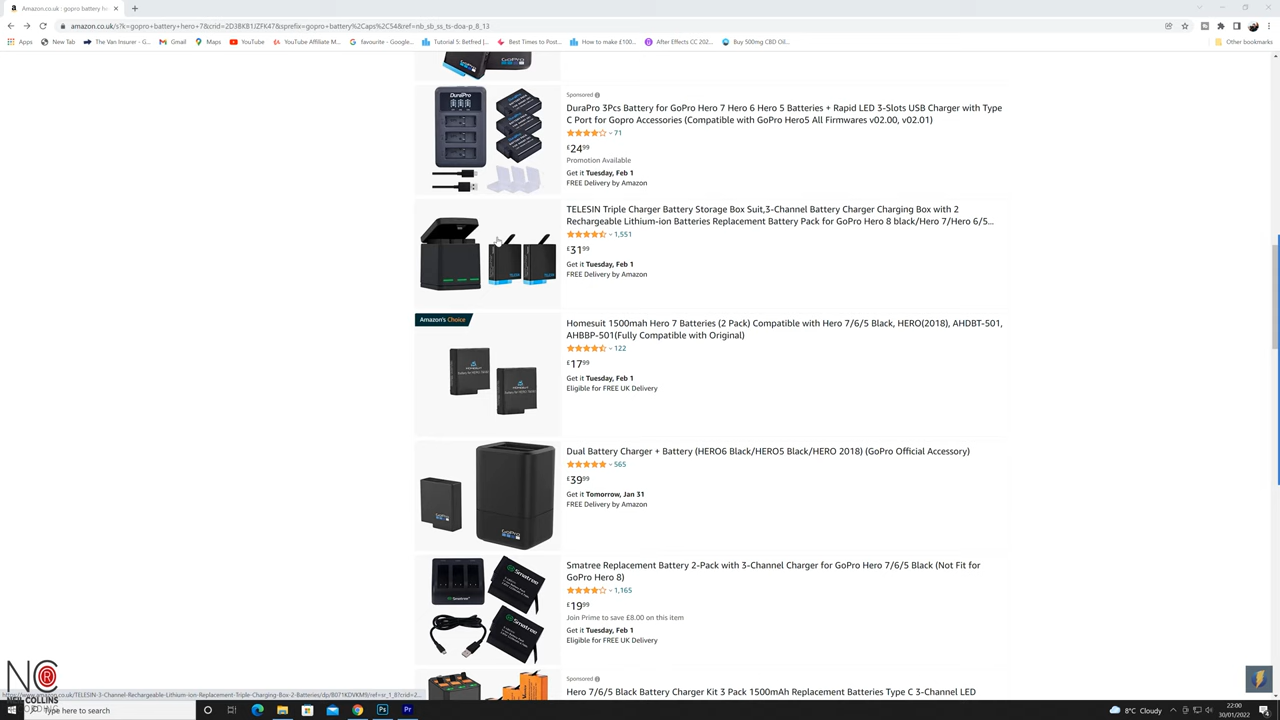 Amazon.co.uk : gopro battery he
amazon.co.uk/s?k=gopro+battery+hero+7&crid=2D3BKB1JZFK47&sprefix=gopro+battery%2Caps%2C54&ref=nb_sb_ss_ts-doa-p_8_13
Apps New Tab The Van Insurer - G... Gmail Maps YouTube YouTube Affiliate M... favourite - Google... Tutorial 5: Betfred J... Best Times to Post... How to make £100... After Effects CC 202... Buy 500mg CBD Oil... Other bookmarks
GoPro
Sponsored
DuraPro
DuraPro 3Pcs Battery for GoPro Hero 7 Hero 6 Hero 5 Batteries + Rapid LED 3-Slots USB Charger with Type
C Port for Gopro Accessories (Compatible with GoPro Hero5 All Firmwares v02.00, v02.01)
71
£24 99
Promotion Available
Get it Tuesday, Feb 1
FREE Delivery by Amazon
TELESIN Triple Charger Battery Storage Box Suit,3-Channel Battery Charger Charging Box with 2
Rechargeable Lithium-ion Batteries Replacement Battery Pack for GoPro Hero 8 black/Hero 7/Hero 6/5...
1,551
£31 99
Get it Tuesday, Feb 1
FREE Delivery by Amazon
Amazon's Choice
Homesuit 1500mah Hero 7 Batteries (2 Pack) Compatible with Hero 7/6/5 Black, HERO(2018), AHDBT-501,
AHBBP-501(Fully Compatible with Original)
122
£17 99
Get it Tuesday, Feb 1
Eligible for FREE UK Delivery
Dual Battery Charger + Battery (HERO6 Black/HERO5 Black/HERO 2018) (GoPro Official Accessory)
565
£39 99
Get it Tomorrow, Jan 31
FREE Delivery by Amazon
GoPro
GoPro
Smatree Replacement Battery 2-Pack with 3-Channel Charger for GoPro Hero 7/6/5 Black (Not Fit for
GoPro Hero 8)
1,165
£19 99
Join Prime to save £8.00 on this item
Get it Tuesday, Feb 1
Eligible for FREE UK Delivery
Smatree
Smatree
Smatree
Sponsored
Hero 7/6/5 Black Battery Charger Kit 3 Pack 1500mAh Replacement Batteries Type C 3-Channel LED
NC R
NEIL COLLINS
https://www.amazon.co.uk/TELESIN-3-Channel-Rechargeable-Lithium-ion-Replacement-Triple-Charging-Box-2-Batteries/dp/B071KDVKM9/ref=sr_1_8?crid=2...
Type here to search
8°C Cloudy
22:00
30/01/2022